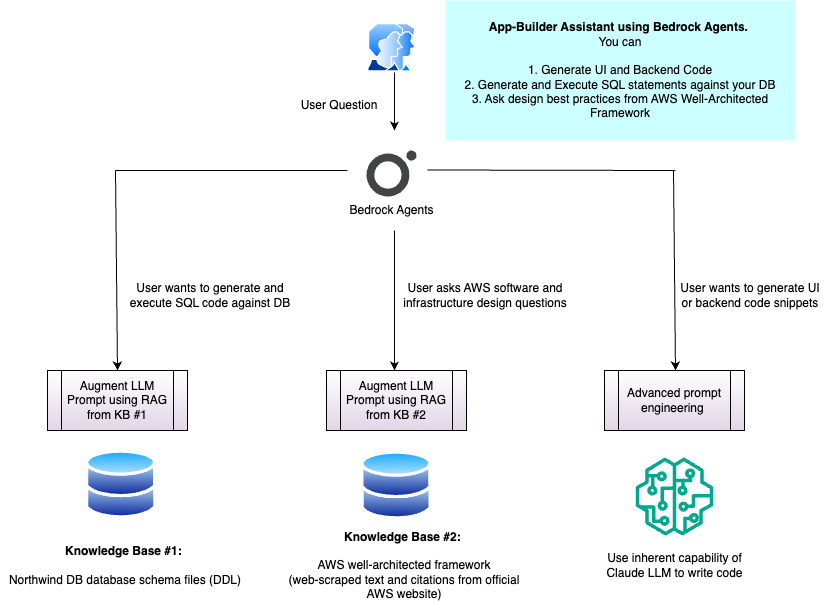 App-Builder Assistant using Bedrock Agents.
You can
1. Generate UI and Backend Code
2. Generate and Execute SQL statements against your DB
3. Ask design best practices from AWS Well-Architected
Framework
User Question
Bedrock Agents
User wants to generate and
execute SQL code against DB
User asks AWS software and
infrastructure design questions
User wants to generate UI
or backend code snippets
Augment LLM
Prompt using RAG
from KB #1
Augment LLM
Prompt using RAG
from KB #2
Advanced prompt
engineering
Knowledge Base #1:
Northwind DB database schema files (DDL)
Knowledge Base #2:
AWS well-architected framework
(web-scraped text and citations from official
AWS website)
Use inherent capability of
Claude LLM to write code